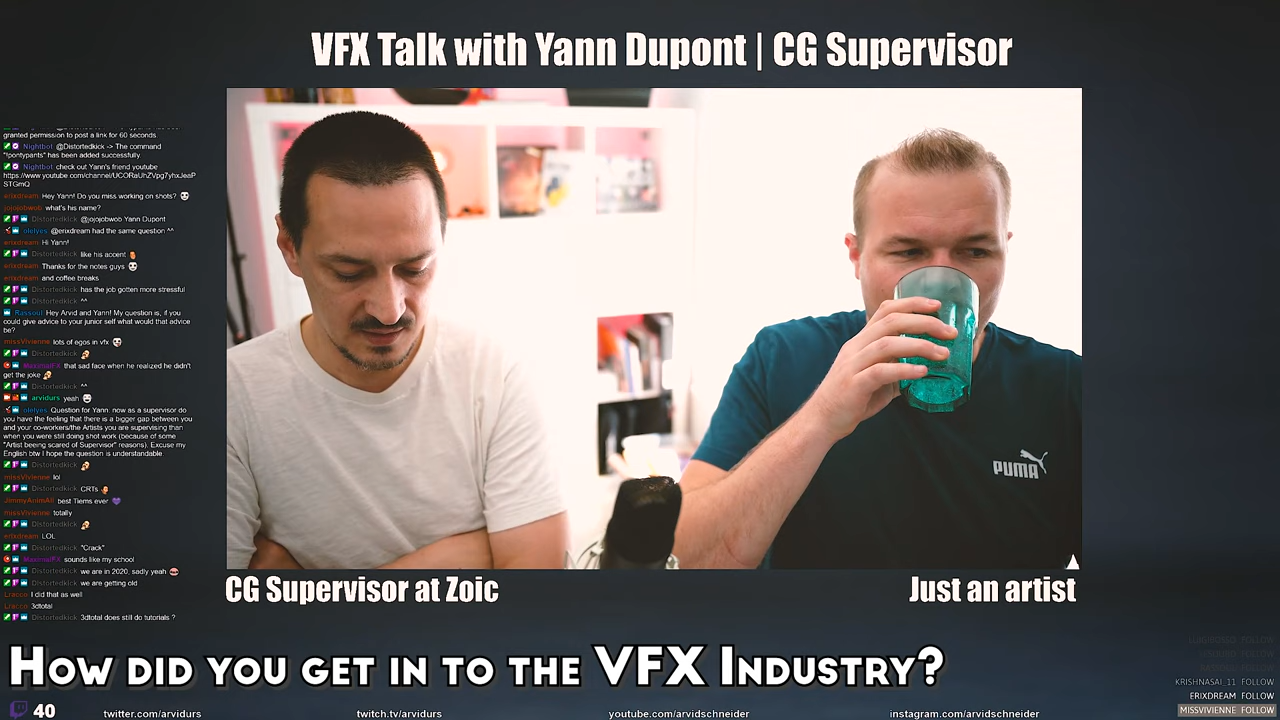 VFX Talk with Yann Dupont | CG Supervisor
granted permission to post a link for 60 seconds.
Nightbot @Distortedkick -> The command
"!pontypants" has been added successfully.
Nightbot check out Yann's friend youtube
erixdream Hey Yann! Do you miss working on shots?
jojojobwob what's his name?
Distortedkick @jojojobwob Yann Dupont
olelyes @erixdream had the same question ^^
erixdream Hi Yann!
Distortedkick like his accent
erixdream Thanks for the notes guys
erixdream and coffee breaks
Distortedkick has the job gotten more stressful
Distortedkick ^^
Rassoul Hey Arvid and Yann! My question is, if you
could give advice to your junior self what would that advice
be?
missVivienne lots of egos in vfx
Distortedkick
that sad face when he realized he didn't
get the joke
Distortedkick ^^
arvidurs yeah
olelyes Question for Yann: now as a supervisor do
you have the feeling that there is a bigger gap between you
and your co-workers/the Artists you are supervising than
when you were still doing shot work (because of some
"Artist beeing scared of Supervisor" reasons). Excuse my
English btw I hope the question is understandable
Distortedkick
missVivienne lol
Distortedkick CRTs
JimmyAnimAll best Tiems ever
missVivienne totally
Distortedkick
erixdream LOL
Distortedkick "Crack"
sounds like my school
Distortedkick we are in 2020, sadly yeah
Distortedkick we are getting old
Lracco I did that as well
Lracco 3dtotal
Distortedkick 3dtotal does still do tutorials ?
PUMA
CG Supervisor at Zoic
Just an artist
How did you get in to the VFX Industry?
KRISHNASAI_11 FOLLOW
ERIXDREAM FOLLOW
MISSVIVIENNE FOLLOW
40
twitter.com/arvidurs
twitch.tv/arvidurs
youtube.com/arvidschneider
instagram.com/arvidschneider